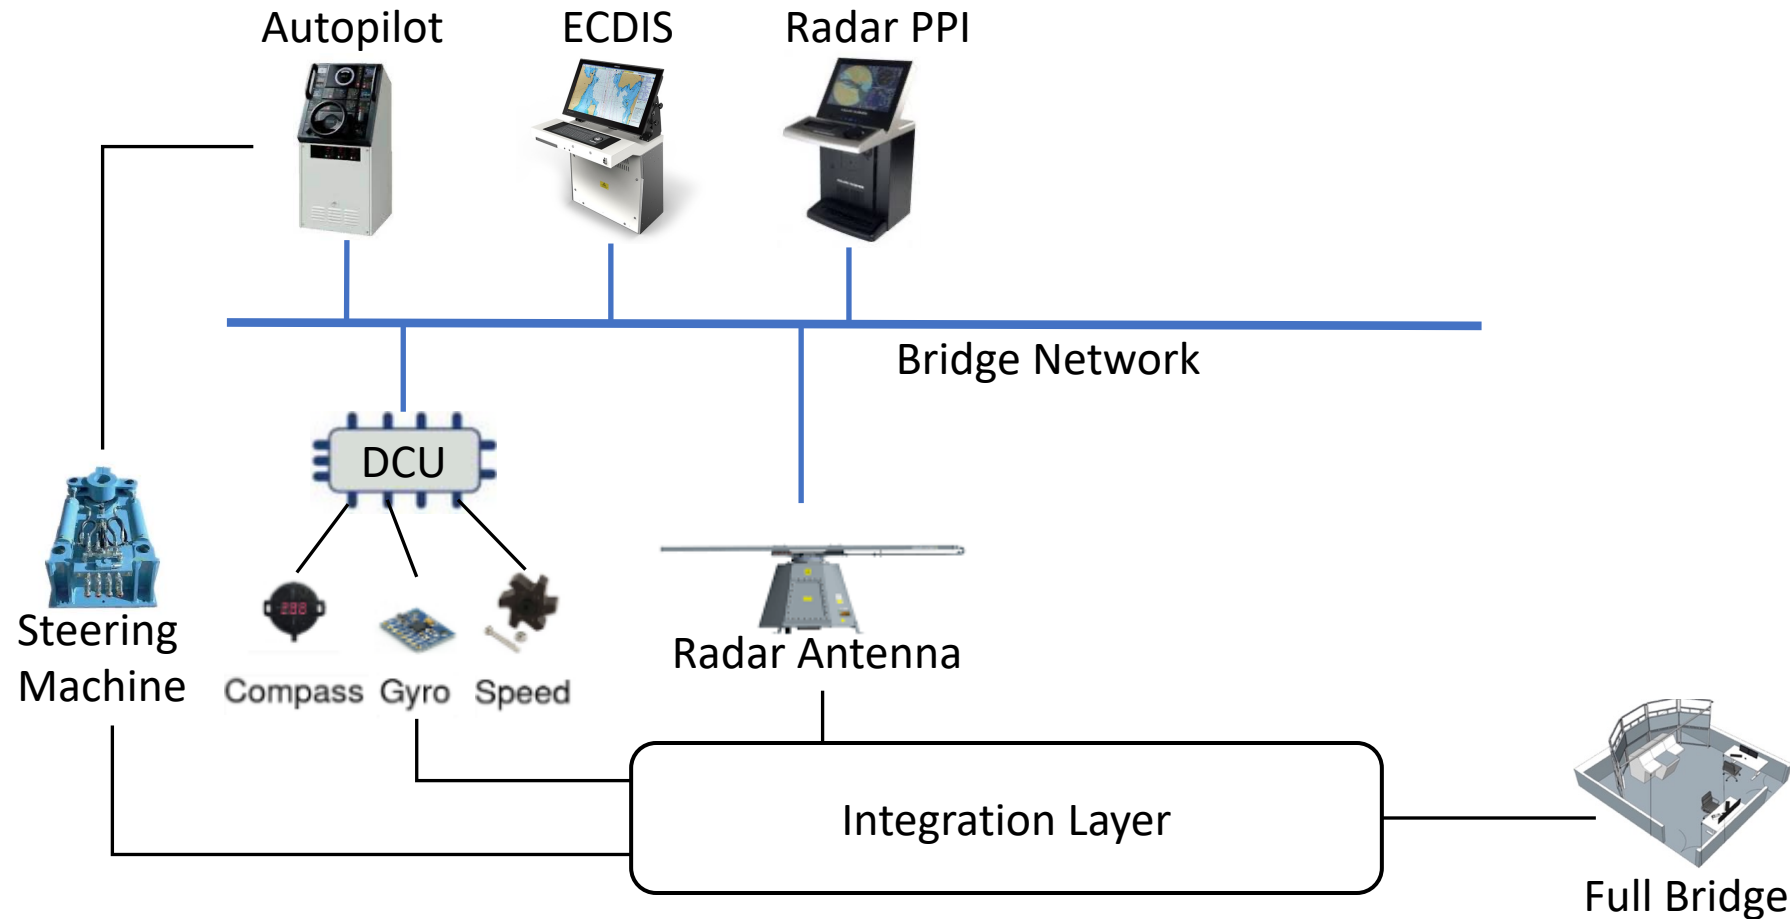 Autopilot
ECDIS
Radar PPI
Bridge Network
DCU
Steering
Machine
Compass
Gyro
Speed
Radar Antenna
Integration Layer
Full Bridge